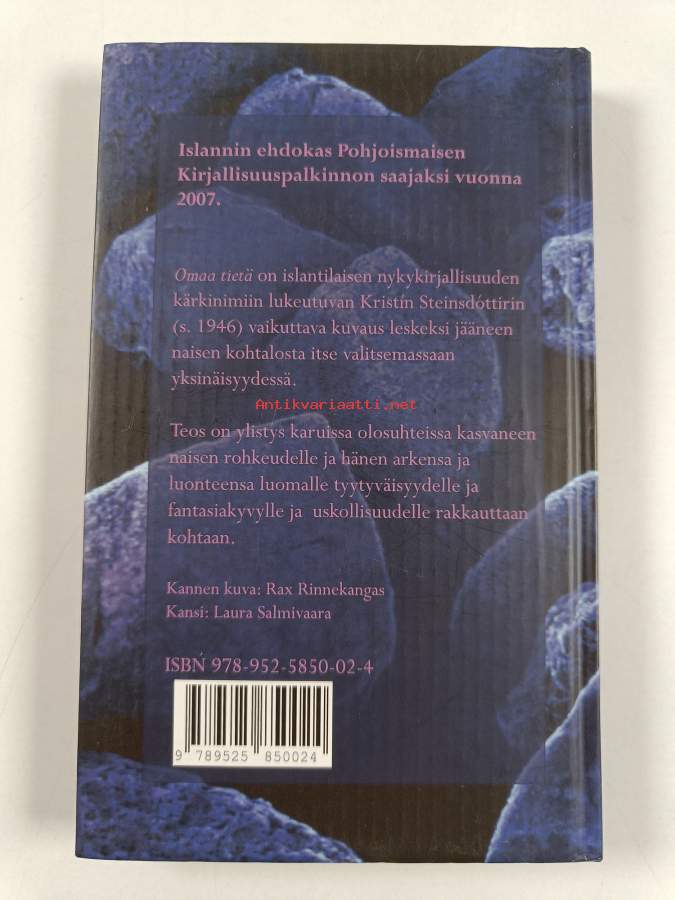 Islannin ehdokas Pohjoismaisen
Kirjallisuuspalkinnon saajaksi vuonna
2007.
Omaa tietä on islantilaisen nykykirjallisuuden
kärkinimiin lukeutuvan Kristín Steinsdóttirin
(s. 1946) vaikuttava kuvaus leskeksi jääneen
naisen kohtalosta itse valitsemassaan
yksinäisyydessä.
Antikvariaatti.net
Teos on ylistys karuissa olosuhteissa kasvaneen
naisen rohkeudelle ja hänen arkensa ja
luonteensa luomalle tyytyväisyydelle ja
fantasiakyvylle ja uskollisuudelle rakkauttaan
kohtaan.
Kannen kuva: Rax Rinnekangas
Kansi: Laura Salmivaara
ISBN 978-952-5850-02-4
9 789525 850024